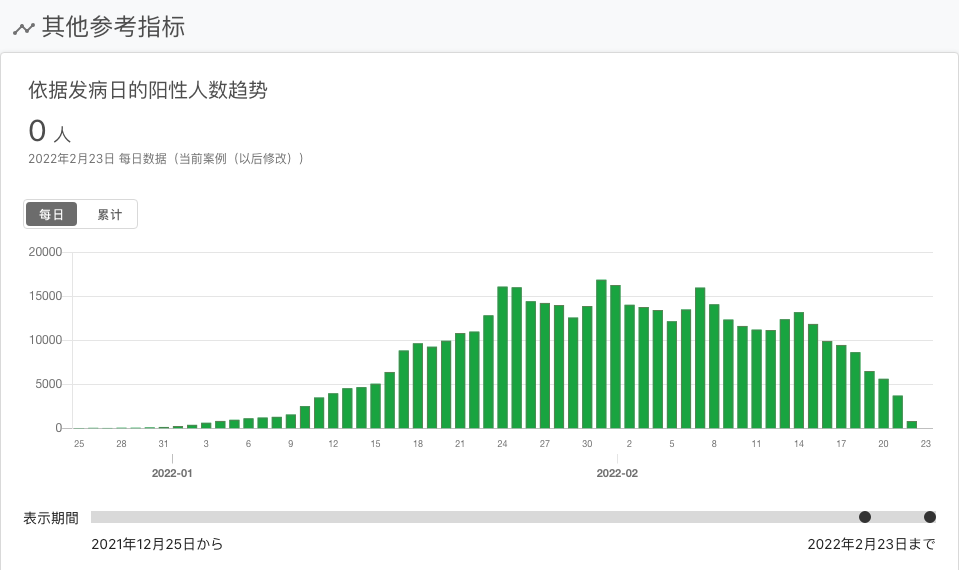 其他参考指标
依据发病日的阳性人数趋势
0 人
2022年2月23日 每日数据（当前案例（以后修改））
每日 累计
20000
15000
10000
5000
0
25 28 31 3 6 9 12 15 18 21 24 27 30 2 5 8 11 14 17 20 23
2022-01 2022-02
表示期間
2021年12月25日から 2022年2月23日まで